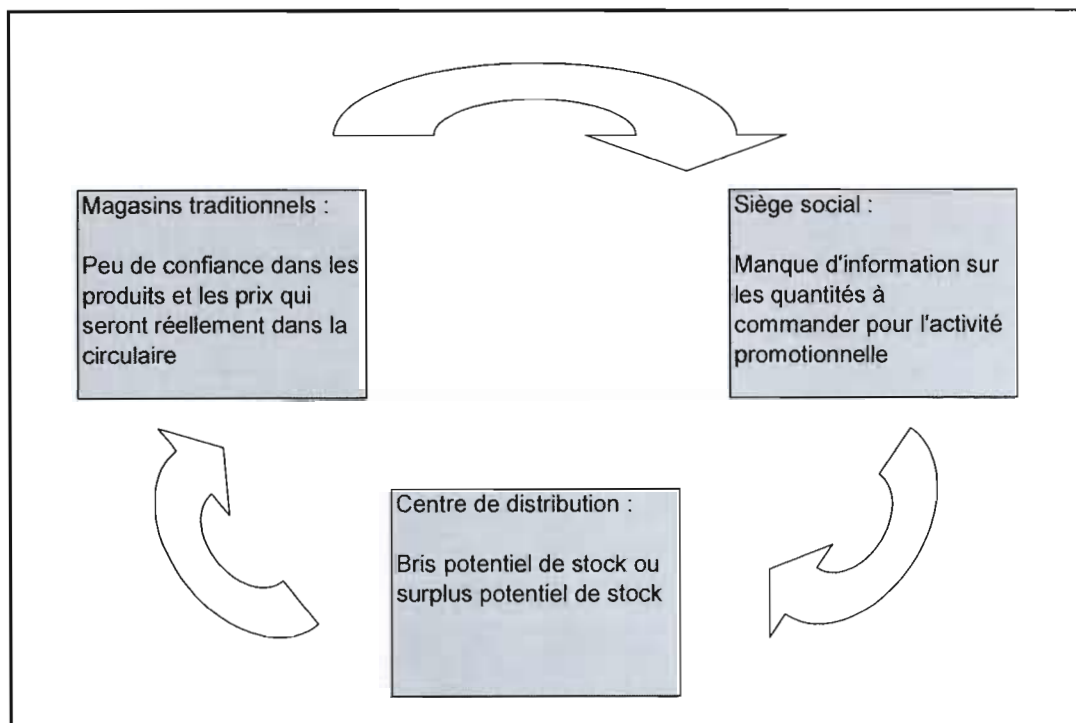 Magasins traditionnels :
Peu de confiance dans les
produits et les prix qui
seront réellement dans la
circulaire
Siège social :
Manque d'information sur
les quantités à
commander pour l'activité
promotionnelle
Centre de distribution :
Bris potentiel de stock ou
surplus potentiel de stock